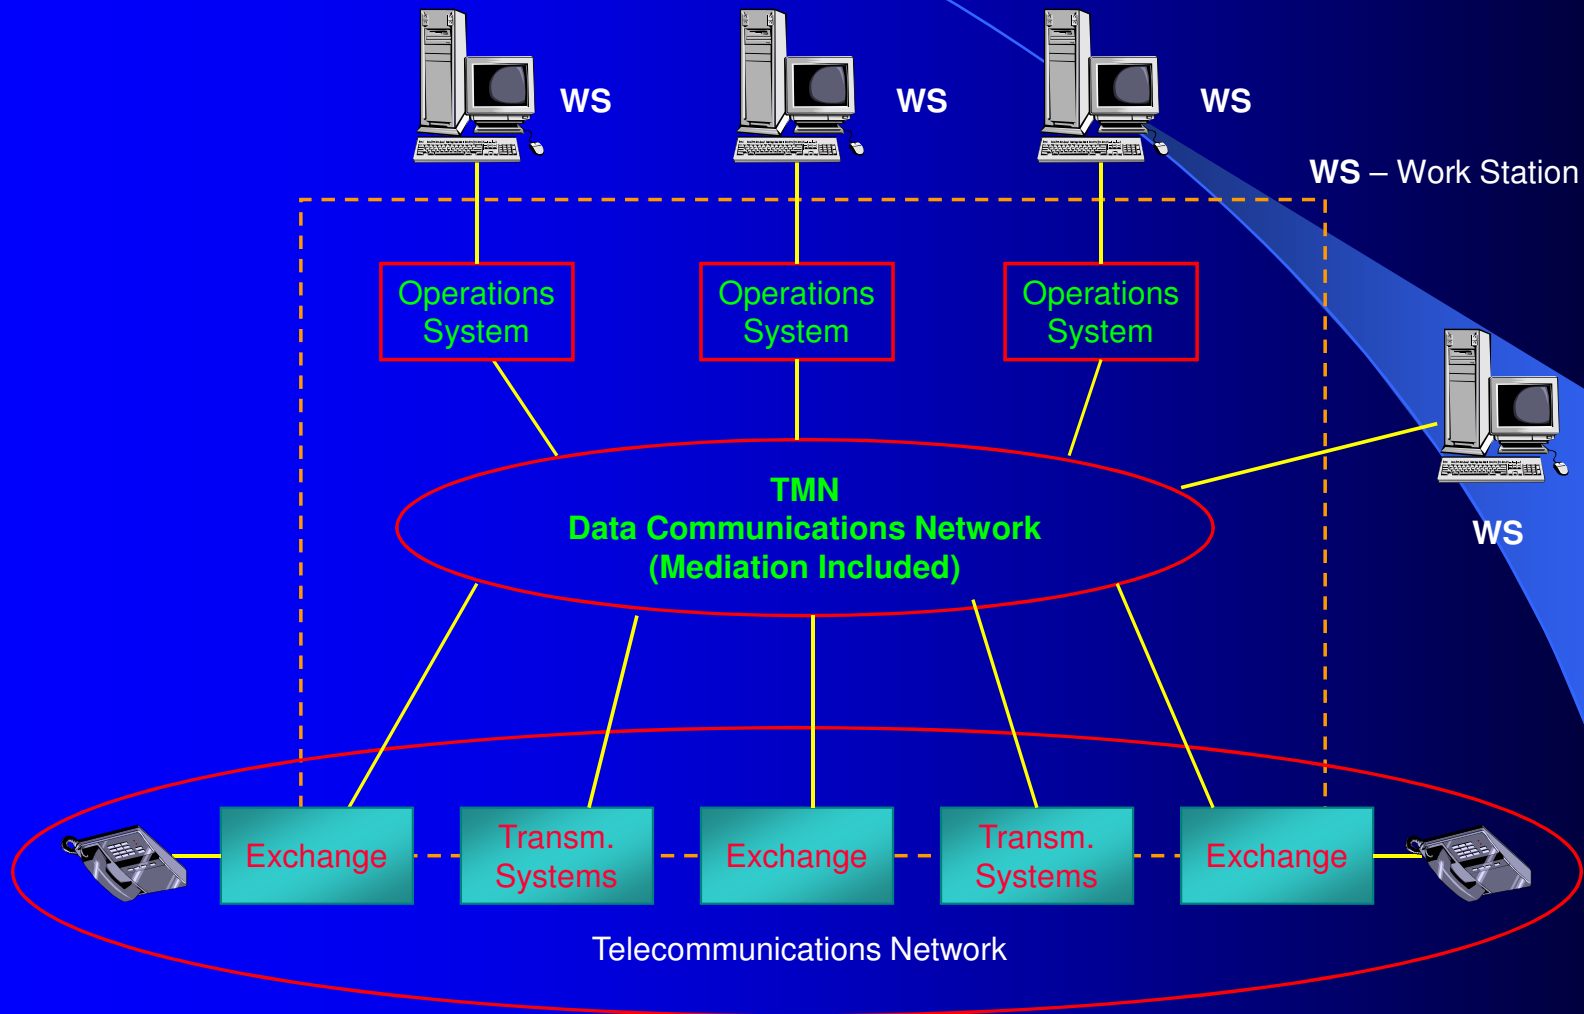 WS
WS
WS
WS – Work Station
Operations
System
Operations
System
Operations
System
TMN
Data Communications Network
(Mediation Included)
WS
Exchange
Transm.
Systems
Exchange
Transm.
Systems
Exchange
Telecommunications Network